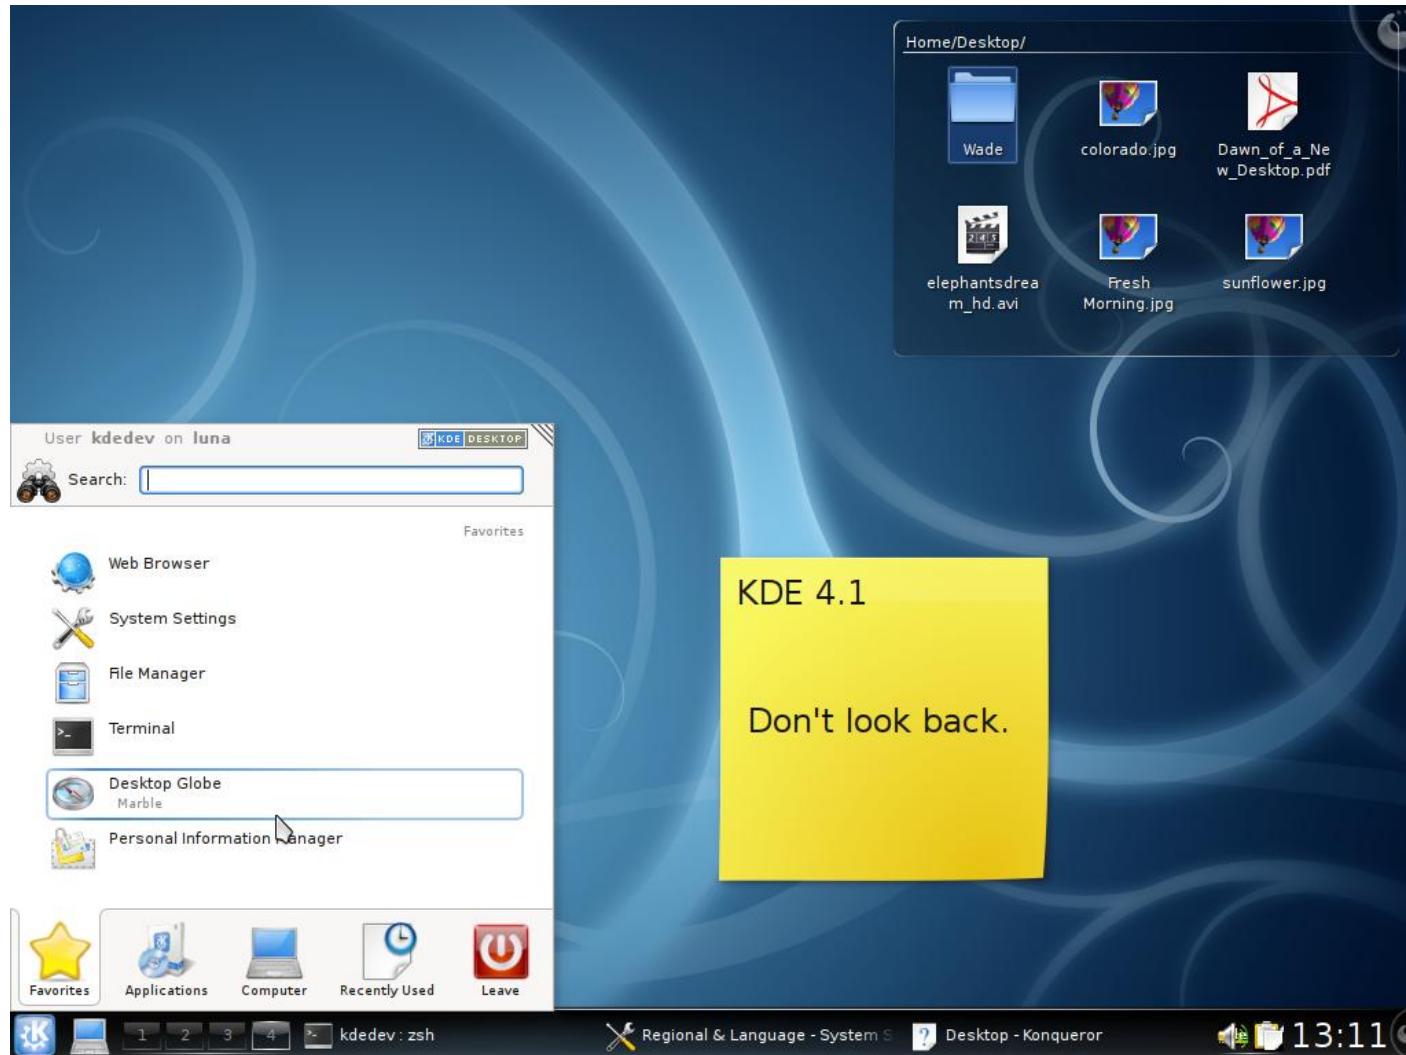 Home/Desktop/
Wade
colorado.jpg
Dawn_of_a_Ne
w_Desktop.pdf
elephantsdrea
m_hd.avi
Fresh
Morning.jpg
sunflower.jpg
User kdedev on luna
KDE DESKTOP
Search:
Favorites
Web Browser
System Settings
File Manager
Terminal
Desktop Globe
Marble
Personal Information Manager
KDE 4.1
Don't look back.
Favorites
Applications
Computer
Recently Used
Leave
1 2 3 4
kdedev : zsh
Regional & Language - System S
Desktop - Konqueror
13:11